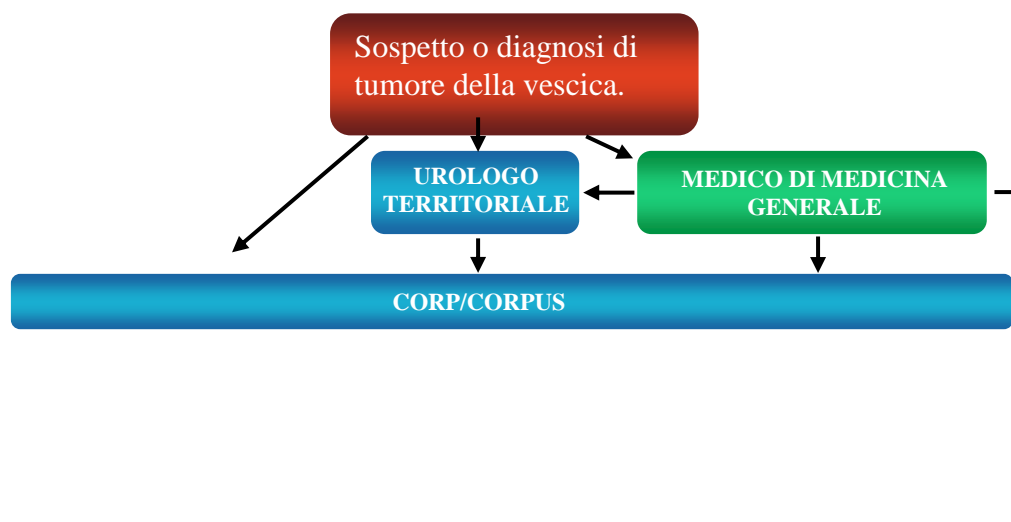 Sospetto o diagnosi di
tumore della vescica.
UROLOGO
TERRITORIALE
MEDICO DI MEDICINA
GENERALE
CORP/CORPUS